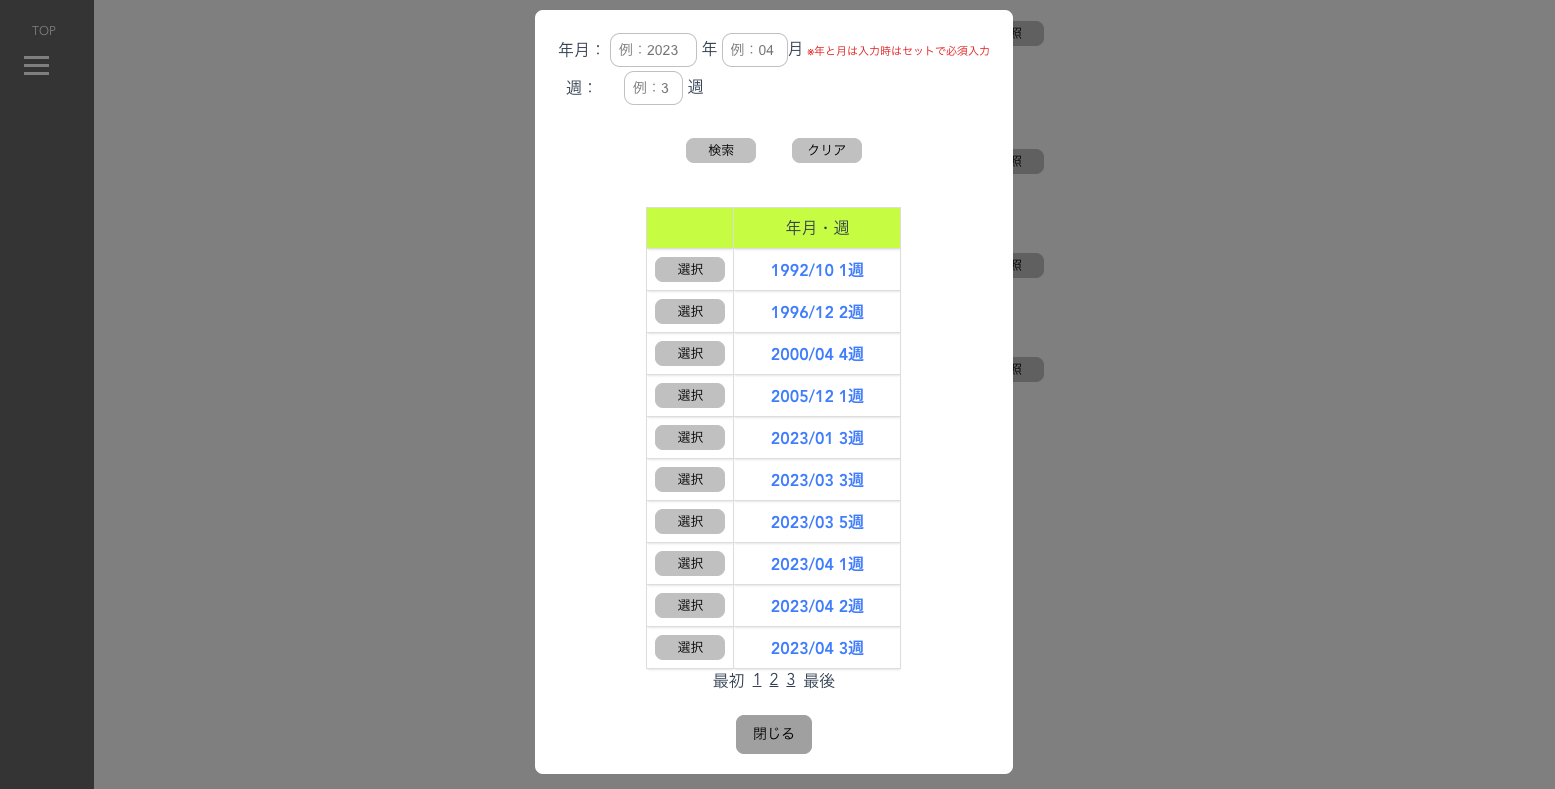 TOP
年月： 例：2023 年 例：04 月 ※年と月は入力時はセットで必須入力
週： 例：3 週
検索 クリア
年月・週
選択 1992/10 1週
選択 1996/12 2週
選択 2000/04 4週
選択 2005/12 1週
選択 2023/01 3週
選択 2023/03 3週
選択 2023/03 5週
選択 2023/04 1週
選択 2023/04 2週
選択 2023/04 3週
最初 1 2 3 最後
閉じる